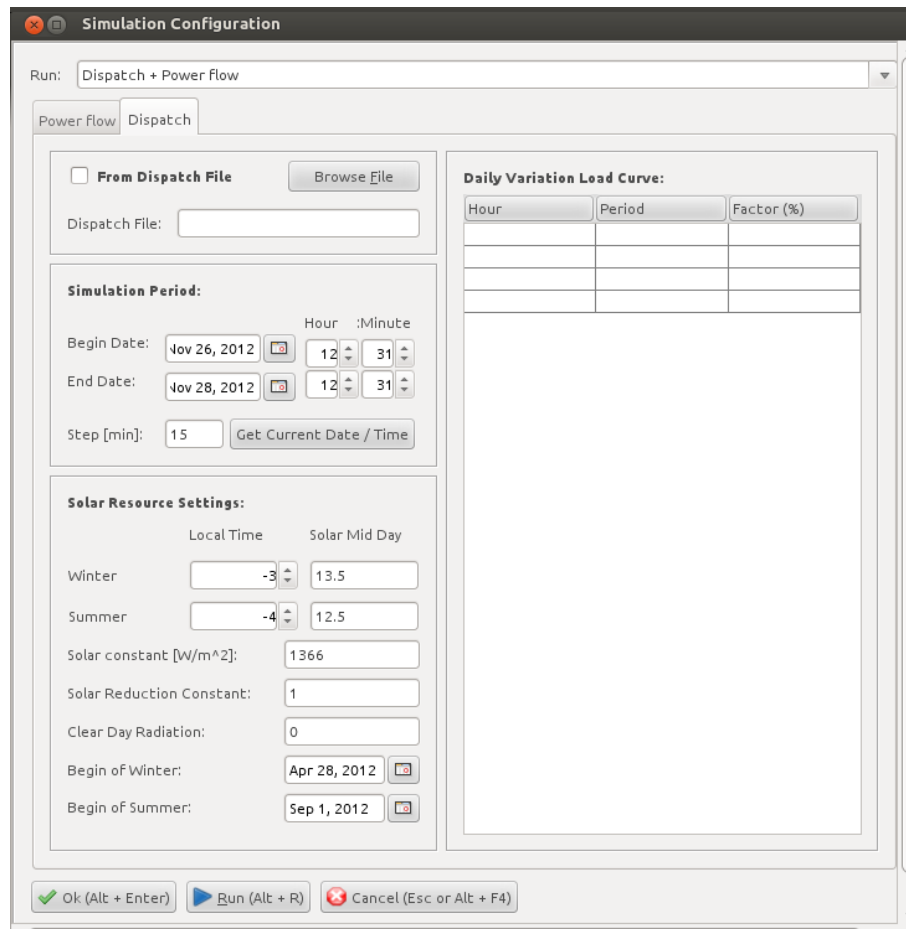 Simulation Configuration
Run: Dispatch + Power flow
Power flow Dispatch
From Dispatch File Browse File
Dispatch File:
Simulation Period:
Hour :Minute
Begin Date: Nov 26, 2012 12 31
End Date: Nov 28, 2012 12 31
Step [min]: 15 Get Current Date / Time
Solar Resource Settings:
Local Time Solar Mid Day
Winter -3 13.5
Summer -4 12.5
Solar constant [W/m^2]: 1366
Solar Reduction Constant: 1
Clear Day Radiation: 0
Begin of Winter: Apr 28, 2012
Begin of Summer: Sep 1, 2012
Daily Variation Load Curve:
Hour Period Factor (%)
Ok (Alt + Enter) Run (Alt + R) Cancel (Esc or Alt + F4)